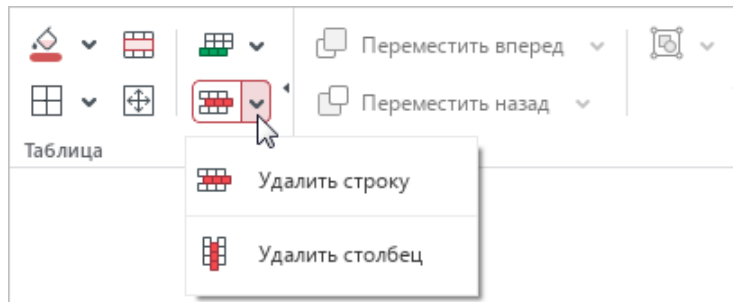 Переместить вперед
Переместить назад
Таблица
Удалить строку
Удалить столбец